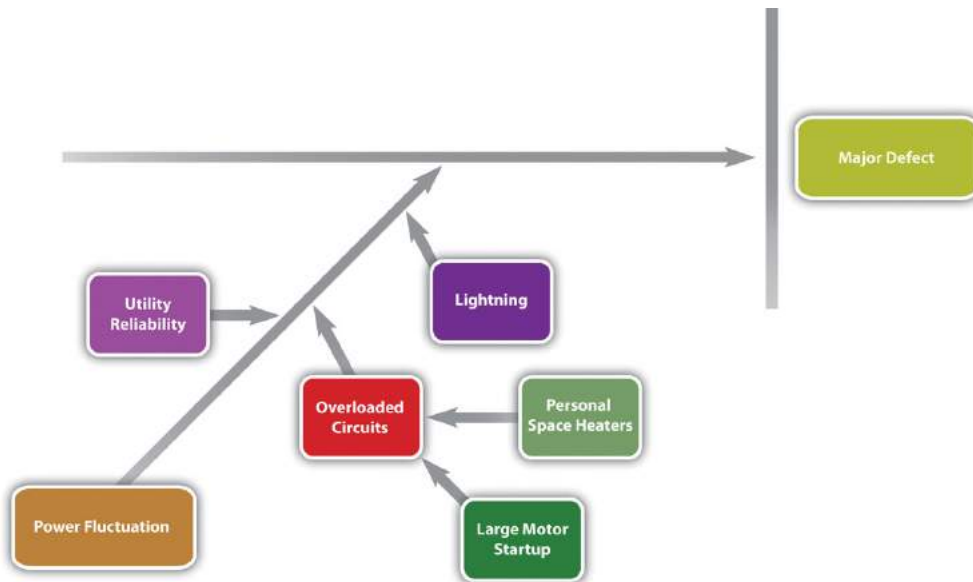 Major Defect
Utility
Reliability
Lightning
Overloaded
Circuits
Personal
Space Heaters
Power Fluctuation
Large Motor
Startup